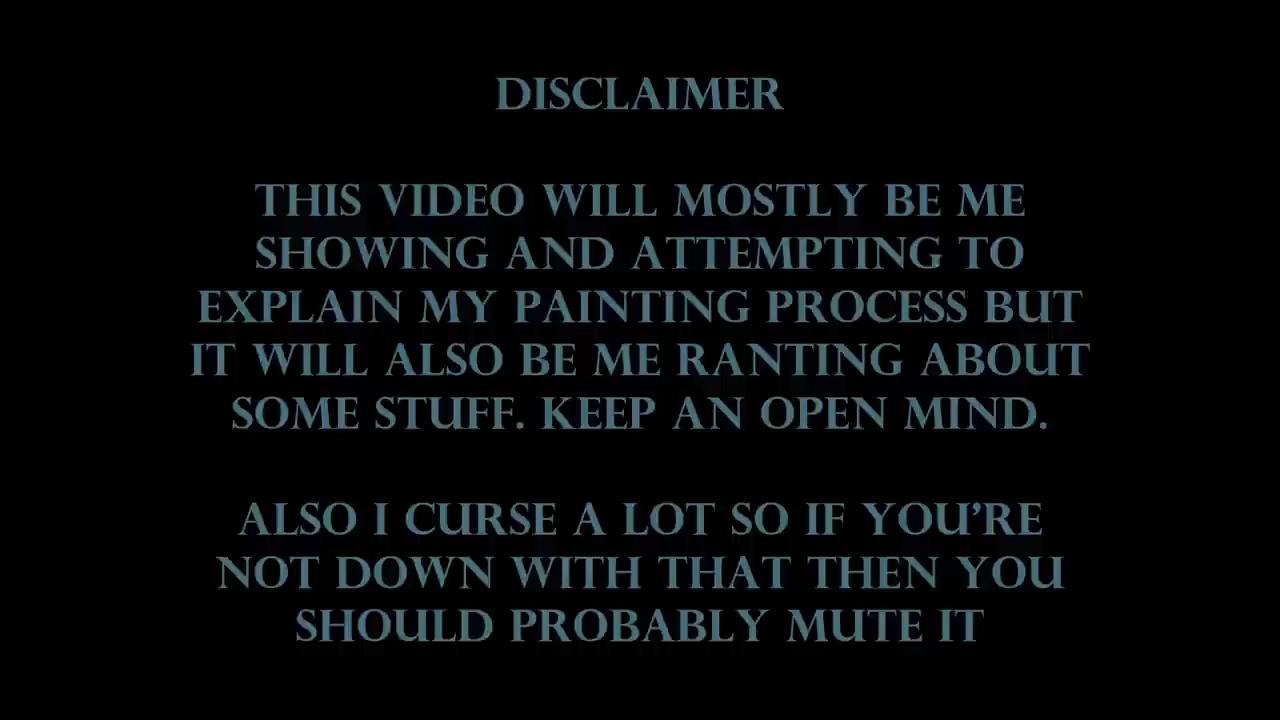 DISCLAIMER
THIS VIDEO WILL MOSTLY BE ME
SHOWING AND ATTEMPTING TO
EXPLAIN MY PAINTING PROCESS BUT
IT WILL ALSO BE ME RANTING ABOUT
SOME STUFF. KEEP AN OPEN MIND.
ALSO I CURSE A LOT SO IF YOU'RE
NOT DOWN WITH THAT THEN YOU
SHOULD PROBABLY MUTE IT